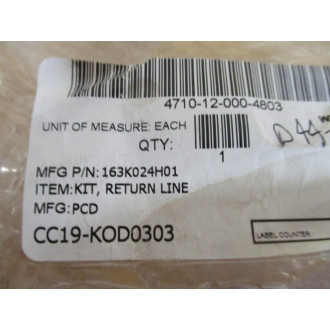 4710-12-000-4803
UNIT OF MEASURE: EACH
QTY:
1
MFG P/N: 163K024H01
ITEM: KIT, RETURN LINE
MFG: PCD
CC19-KOD0303
LABEL COUNTER: